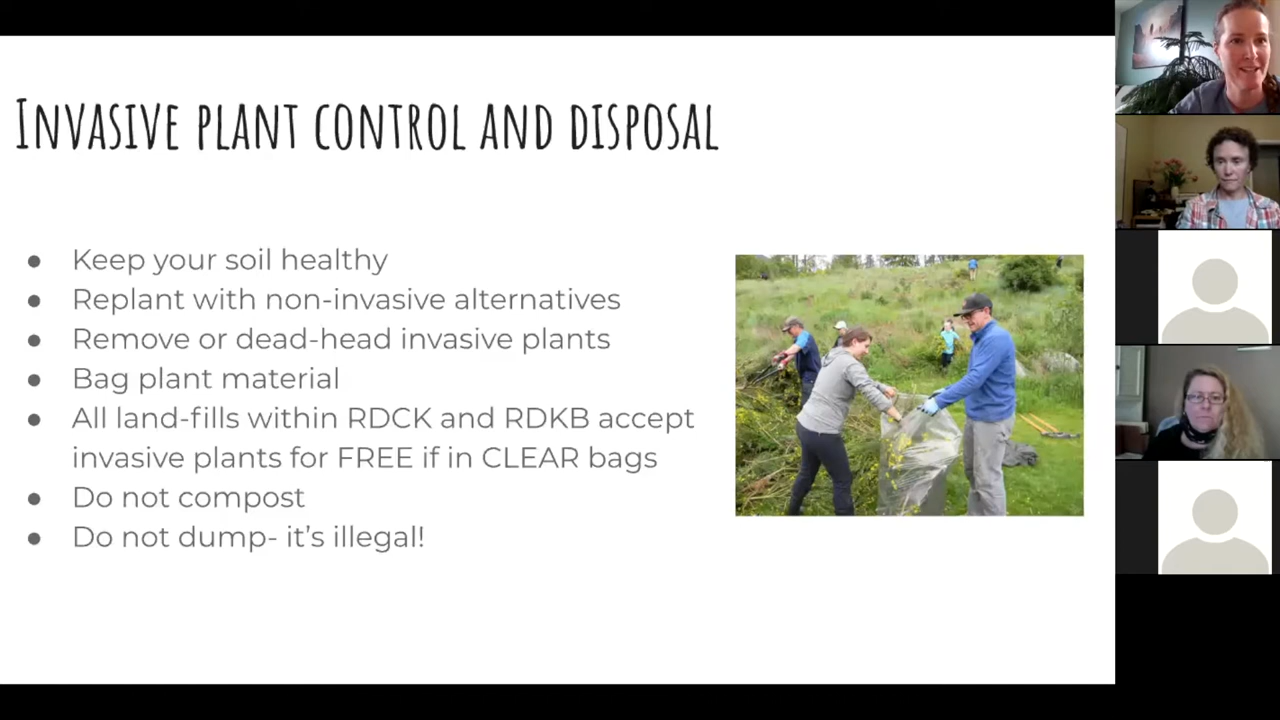 Invasive plant control and disposal
● Keep your soil healthy
● Replant with non-invasive alternatives
● Remove or dead-head invasive plants
● Bag plant material
● All land-fills within RDCK and RDKB accept
invasive plants for FREE if in CLEAR bags
● Do not compost
● Do not dump- it’s illegal!